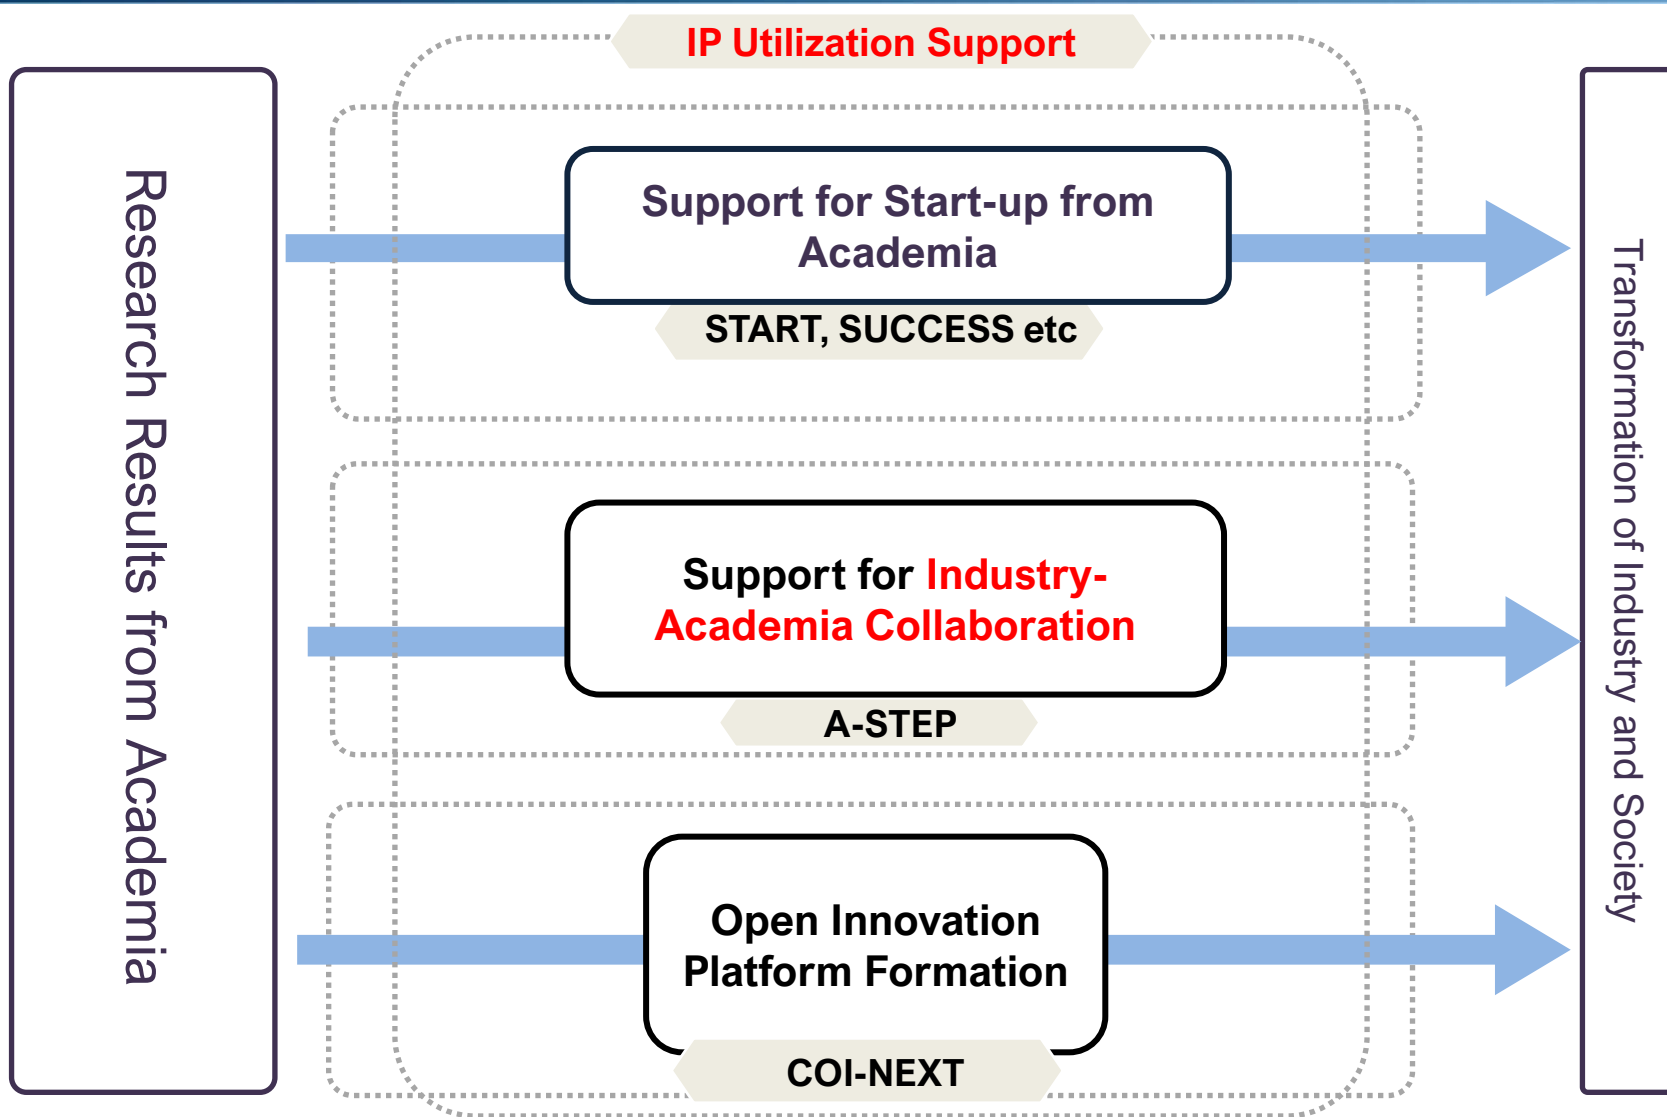 IP Utilization Support
Research Results from Academia
Support for Start-up from
Academia
START, SUCCESS etc
Support for Industry-
Academia Collaboration
A-STEP
Open Innovation
Platform Formation
COI-NEXT
Transformation of Industry and Society